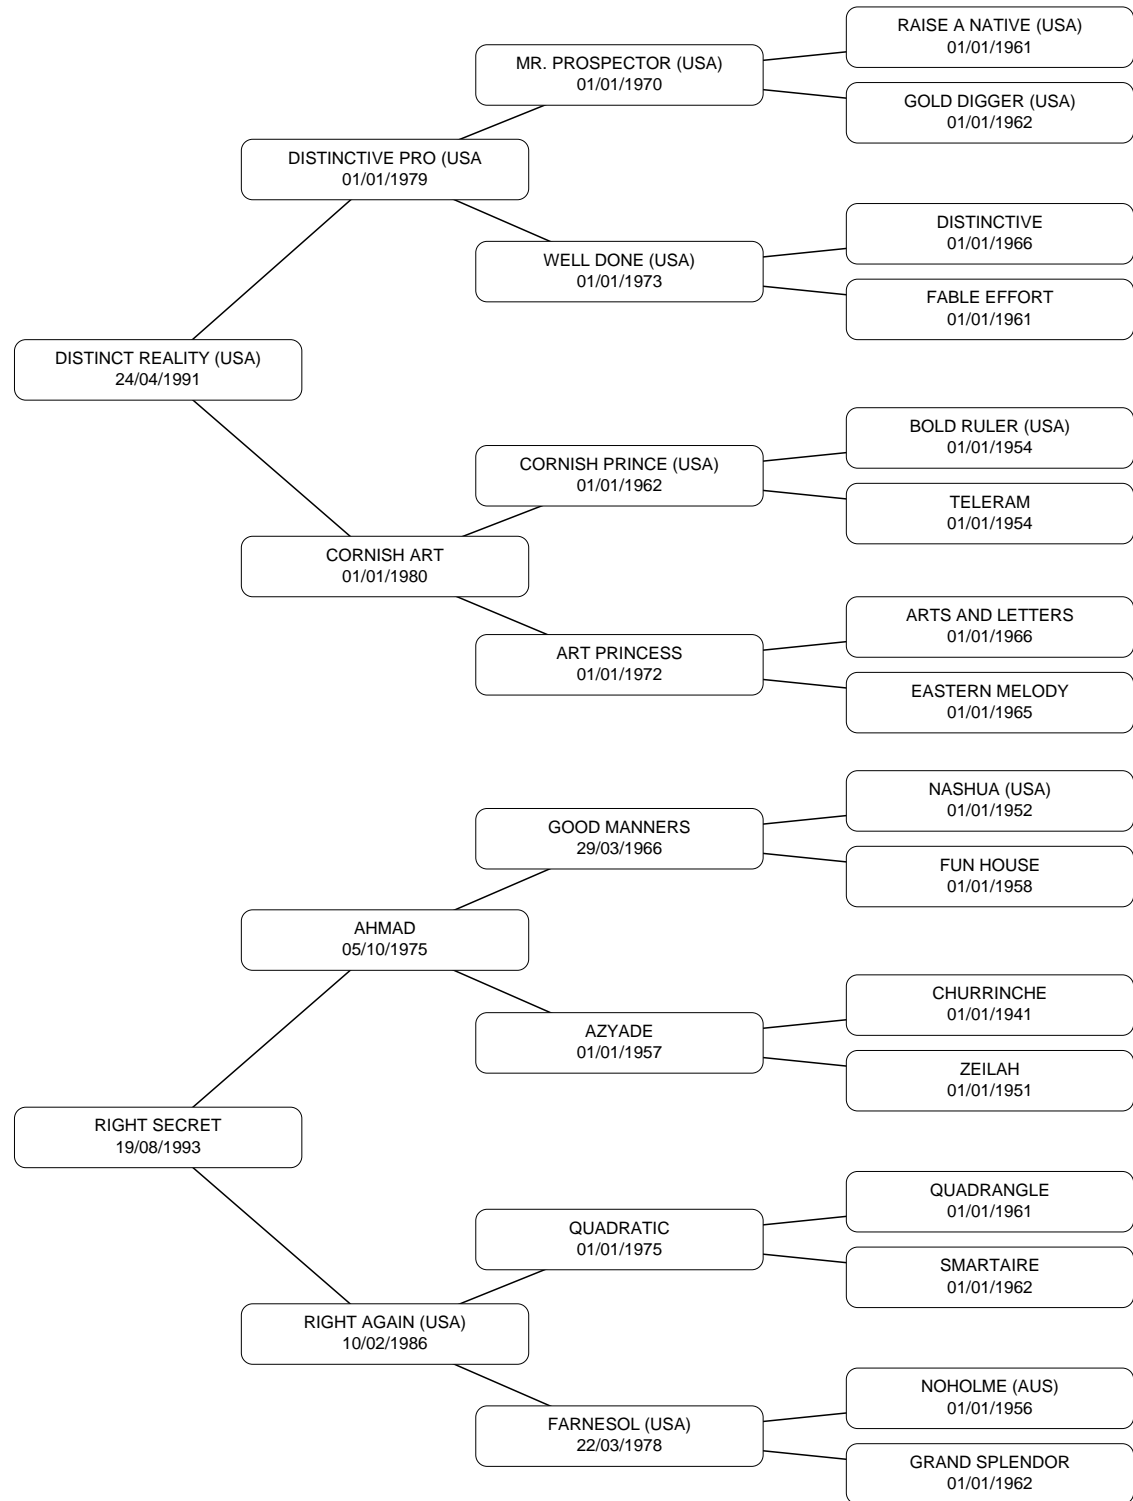 RAISE A NATIVE (USA)
01/01/1961
MR. PROSPECTOR (USA)
01/01/1970
GOLD DIGGER (USA)
01/01/1962
DISTINCTIVE PRO (USA
01/01/1979
DISTINCTIVE
01/01/1966
WELL DONE (USA)
01/01/1973
FABLE EFFORT
01/01/1961
DISTINCT REALITY (USA)
24/04/1991
BOLD RULER (USA)
01/01/1954
CORNISH PRINCE (USA)
01/01/1962
TELERAM
01/01/1954
CORNISH ART
01/01/1980
ARTS AND LETTERS
01/01/1966
ART PRINCESS
01/01/1972
EASTERN MELODY
01/01/1965
NASHUA (USA)
01/01/1952
GOOD MANNERS
29/03/1966
FUN HOUSE
01/01/1958
AHMAD
05/10/1975
CHURRINCHE
01/01/1941
AZYADE
01/01/1957
ZEILAH
01/01/1951
RIGHT SECRET
19/08/1993
QUADRANGLE
01/01/1961
QUADRATIC
01/01/1975
SMARTAIRE
01/01/1962
RIGHT AGAIN (USA)
10/02/1986
NOHOLME (AUS)
01/01/1956
FARNESOL (USA)
22/03/1978
GRAND SPLENDOR
01/01/1962